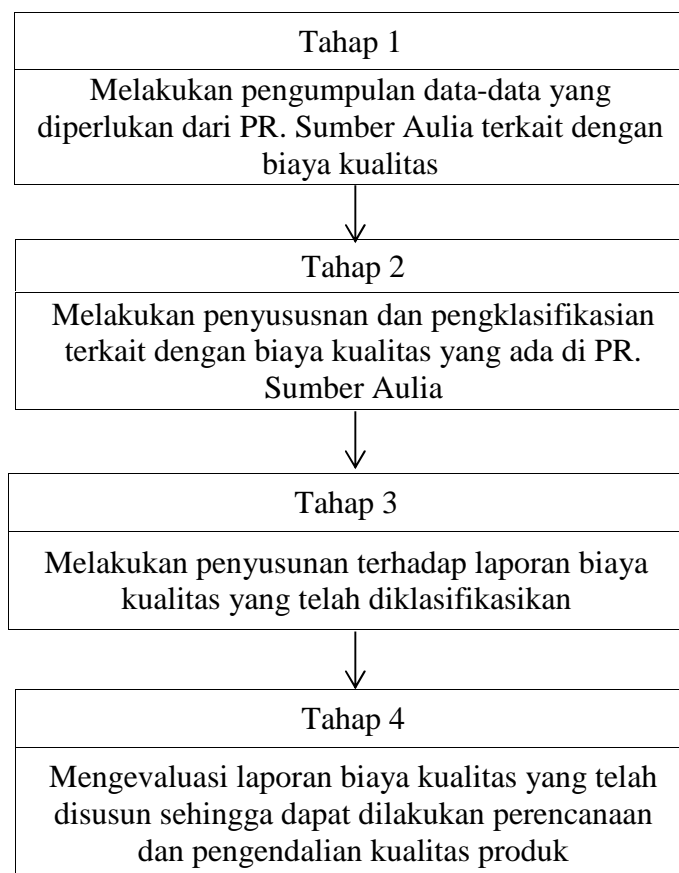 Tahap 1
Melakukan pengumpulan data-data yang
diperlukan dari PR. Sumber Aulia terkait dengan
biaya kualitas
Tahap 2
Melakukan penyususnan dan pengklasifikasian
terkait dengan biaya kualitas yang ada di PR.
Sumber Aulia
Tahap 3
Melakukan penyusunan terhadap laporan biaya
kualitas yang telah diklasifikasikan
Tahap 4
Mengevaluasi laporan biaya kualitas yang telah
disusun sehingga dapat dilakukan perencanaan
dan pengendalian kualitas produk